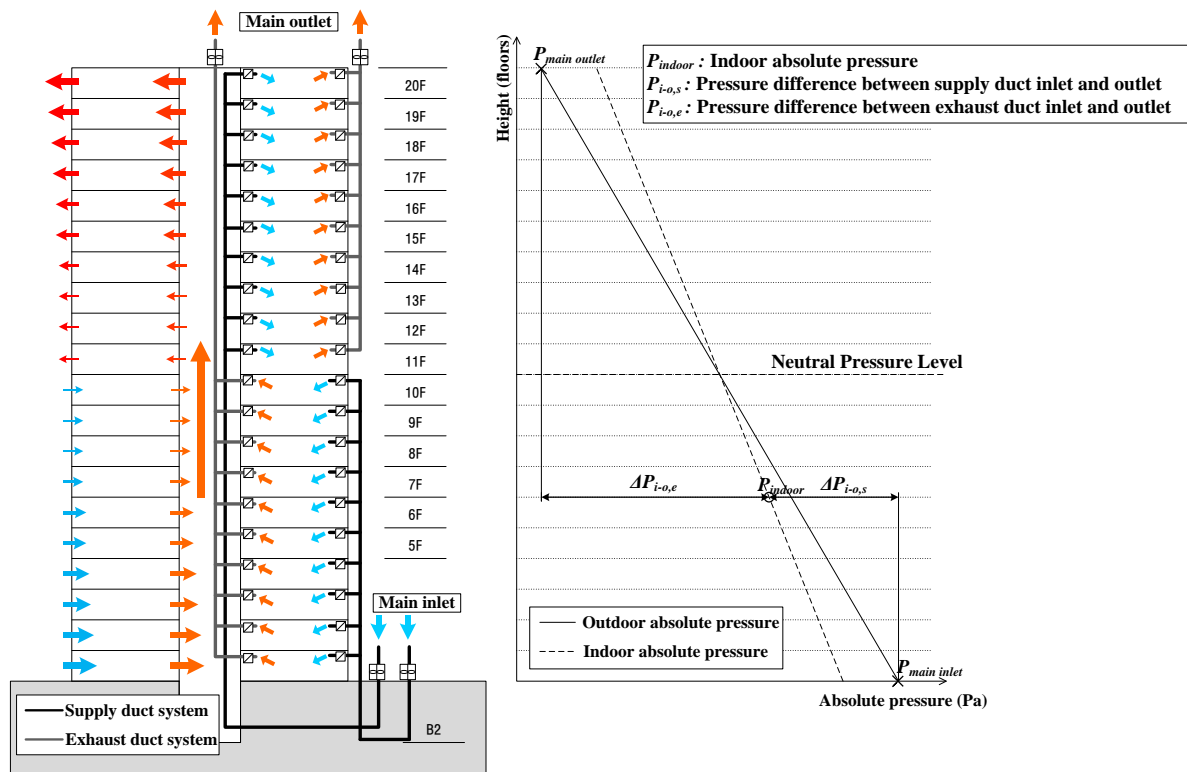 Main outlet
20F
19F
18F
17F
16F
15F
14F
13F
12F
11F
10F
9F
8F
7F
6F
5F
Main inlet
B2
Supply duct system
Exhaust duct system
Height (floors)
P main outlet
P indoor : Indoor absolute pressure
P i-o,s : Pressure difference between supply duct inlet and outlet
P i-o,e : Pressure difference between exhaust duct inlet and outlet
Neutral Pressure Level
ΔP i-o,e
P indoor
ΔP i-o,s
Outdoor absolute pressure
Indoor absolute pressure
P main inlet
Absolute pressure (Pa)